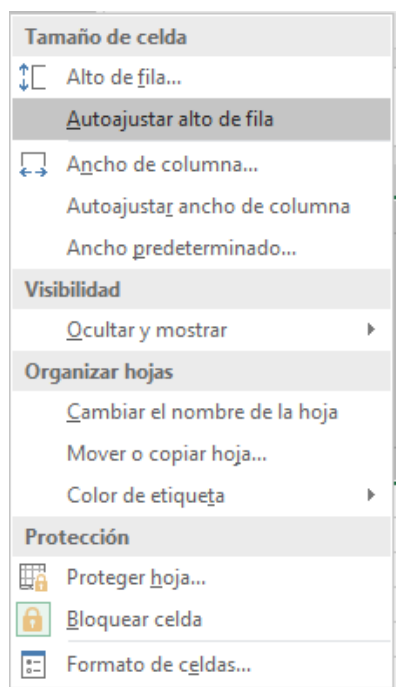 Tamaño de celda
Alto de fila...
Autoajustar alto de fila
Ancho de columna...
Autoajustar ancho de columna
Ancho predeterminado...
Visibilidad
Ocultar y mostrar
Organizar hojas
Cambiar el nombre de la hoja
Mover o copiar hoja...
Color de etiqueta
Protección
Proteger hoja...
Bloquear celda
Formato de celdas...